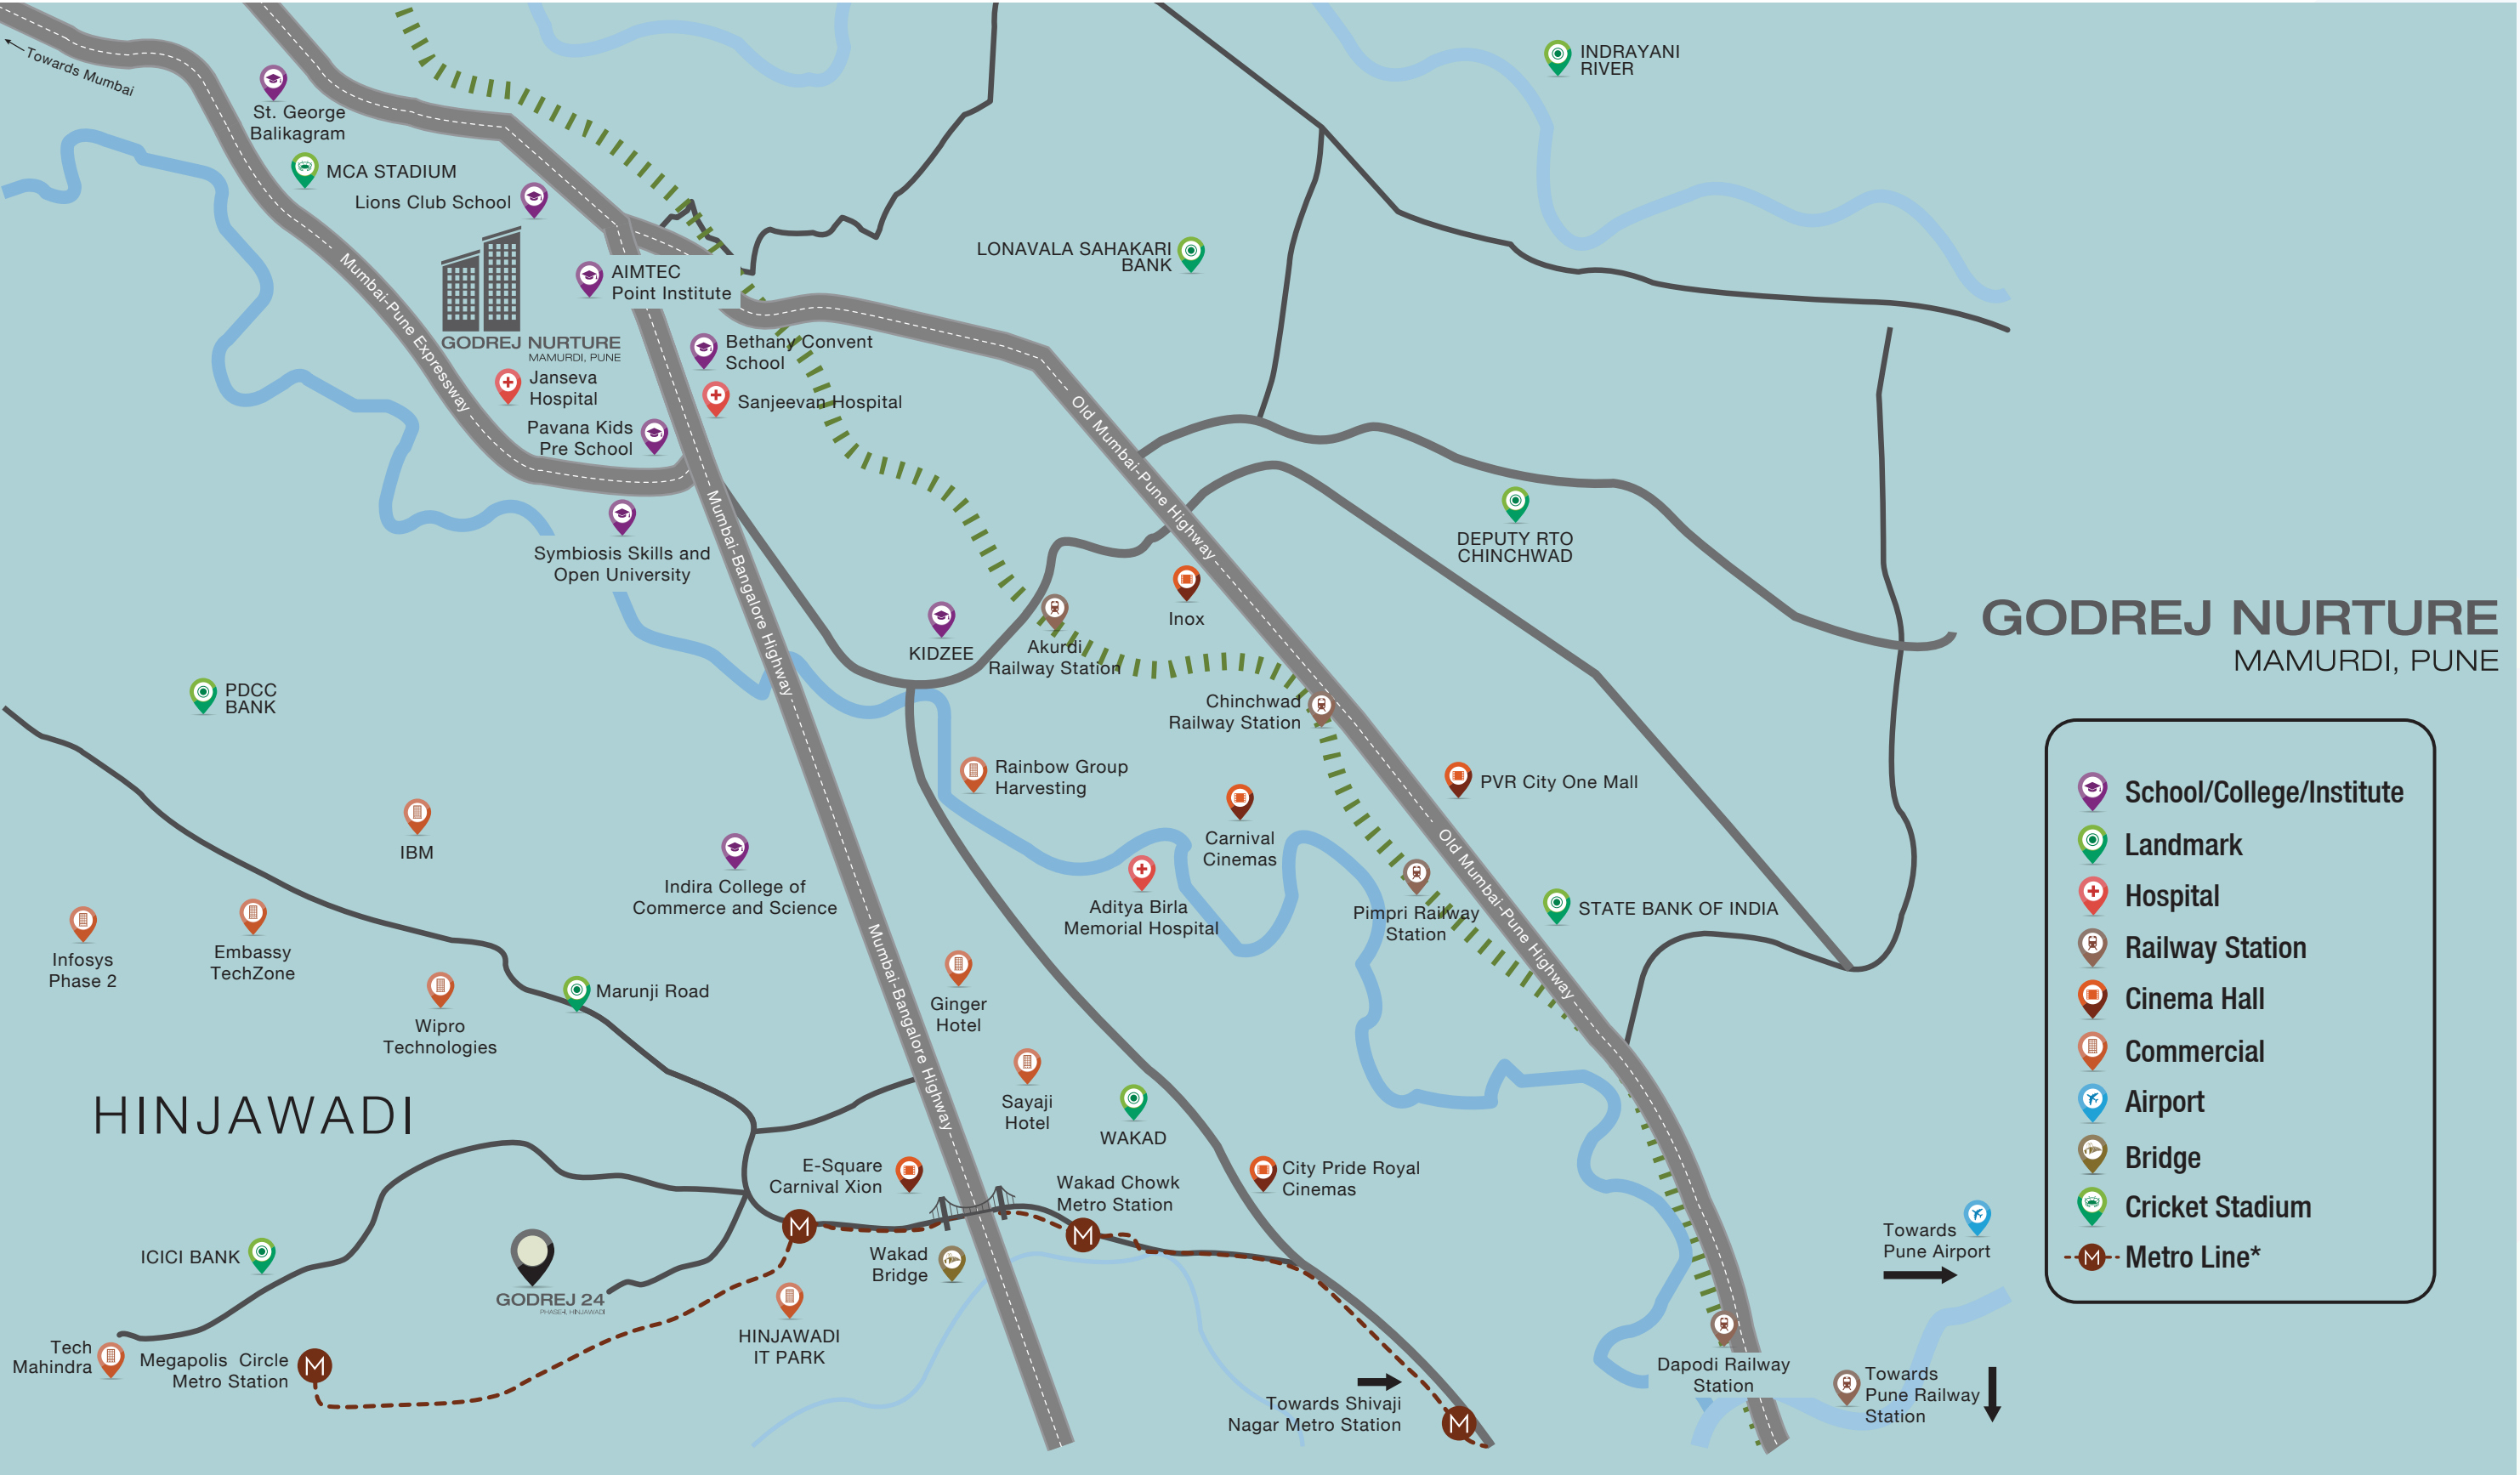 Towards Mumbai
St. George
Balikagram
MCA STADIUM
Lions Club School
INDRAYANI
RIVER
LONAVALA SAHAKARI
BANK
AIMTEC
Point Institute
Mumbai-Pune Expressway
GODREJ NURTURE
MAMURDI, PUNE
Bethany Convent
School
Janseva
Hospital
Sanjeevan Hospital
Pavana Kids
Pre School
Old Mumbai-Pune Highway
Mumbai-Bangalore Highway
Symbiosis Skills and
Open University
DEPUTY RTO
CHINCHWAD
Inox
KIDZEE
Akurdi
Railway Station
Chinchwad
Railway Station
PDCC
BANK
GODREJ NURTURE
MAMURDI, PUNE
Rainbow Group
Harvesting
PVR City One Mall
Carnival
Cinemas
IBM
Indira College of
Commerce and Science
Aditya Birla
Memorial Hospital
Old Mumbai-Pune Highway
Pimpri Railway
Station
STATE BANK OF INDIA
Infosys
Phase 2
Embassy
TechZone
Wipro
Technologies
Marunji Road
Mumbai-Bangalore Highway
Ginger
Hotel
Sayaji
Hotel
WAKAD
HINJAWADI
E-Square
Carnival Xion
Wakad Chowk
Metro Station
City Pride Royal
Cinemas
M
M
ICICI BANK
Wakad
Bridge
GODREJ 24
PHASE-I, HINJAWADI
HINJAWADI
IT PARK
Tech
Mahindra
Megapolis Circle
Metro Station
M
Towards Shivaji
Nagar Metro Station
M
Dapodi Railway
Station
Towards
Pune Airport
Towards
Pune Railway
Station
School/College/Institute
Landmark
Hospital
Railway Station
Cinema Hall
Commercial
Airport
Bridge
Cricket Stadium
M
Metro Line*